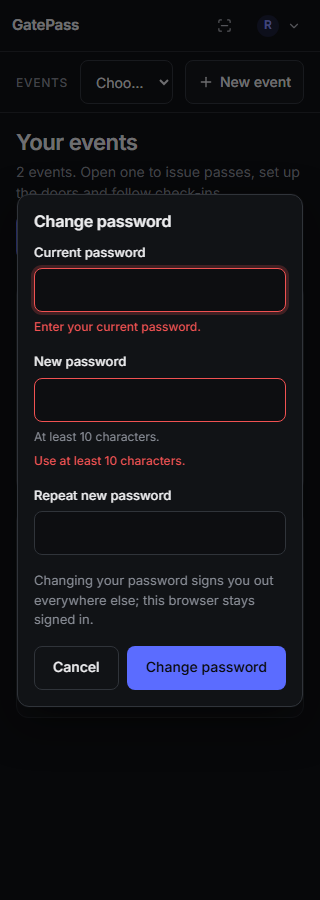 GatePass
R
EVENTS
Choo...
+ New event
Your events
2 events. Open one to issue passes, set up
the doors and follow check-ins.
Change password
Current password
Enter your current password.
New password
At least 10 characters.
Use at least 10 characters.
Repeat new password
Changing your password signs you out
everywhere else; this browser stays
signed in.
Cancel
Change password